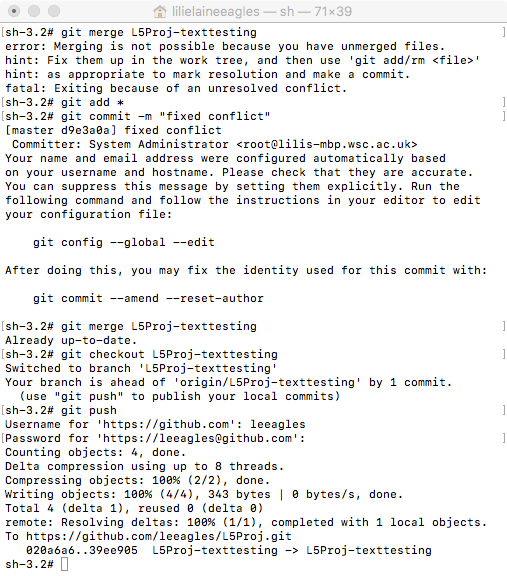 lilielaineeagles — sh — 71×39
[sh-3.2# git merge L5Proj-texttesting ]
error: Merging is not possible because you have unmerged files.
hint: Fix them up in the work tree, and then use 'git add/rm <file>'
hint: as appropriate to mark resolution and make a commit.
fatal: Exiting because of an unresolved conflict.
[sh-3.2# git add * ]
[sh-3.2# git commit -m "fixed conflict" ]
[master d9e3a0a] fixed conflict
 Committer: System Administrator <root@lilis-mbp.wsc.ac.uk>
Your name and email address were configured automatically based
on your username and hostname. Please check that they are accurate.
You can suppress this message by setting them explicitly. Run the
following command and follow the instructions in your editor to edit
your configuration file:

    git config --global --edit

After doing this, you may fix the identity used for this commit with:

    git commit --amend --reset-author

[sh-3.2# git merge L5Proj-texttesting ]
Already up-to-date.
[sh-3.2# git checkout L5Proj-texttesting ]
Switched to branch 'L5Proj-texttesting'
Your branch is ahead of 'origin/L5Proj-texttesting' by 1 commit.
  (use "git push" to publish your local commits)
[sh-3.2# git push ]
Username for 'https://github.com': leeagles
[Password for 'https://leeagles@github.com': ]
Counting objects: 4, done.
Delta compression using up to 8 threads.
Compressing objects: 100% (2/2), done.
Writing objects: 100% (4/4), 343 bytes | 0 bytes/s, done.
Total 4 (delta 1), reused 0 (delta 0)
remote: Resolving deltas: 100% (1/1), completed with 1 local objects.
To https://github.com/leeagles/L5Proj.git
   020a6a6..39ee905  L5Proj-texttesting -> L5Proj-texttesting
sh-3.2#